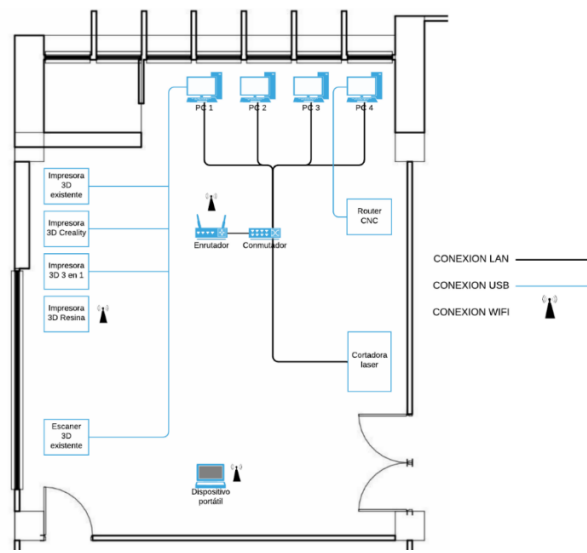 PC 1
PC 2
PC 3
PC 4
Impresora
3D
existente
Impresora
3D Creality
Impresora
3D 3 en 1
Impresora
3D Resina
Escaner
3D
existente
Enrutador
Conmutador
Router
CNC
Cortadora
laser
Dispositivo
portátil
CONEXION LAN
CONEXION USB
CONEXION WIFI